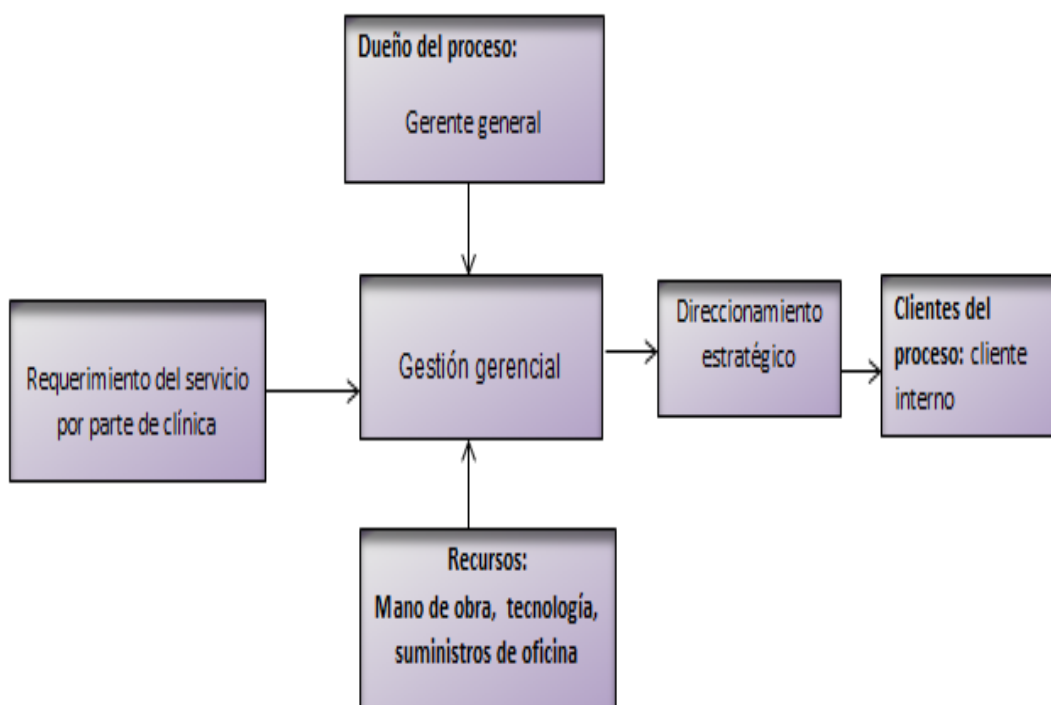 Dueño del proceso:
Gerente general
Requerimiento del servicio
por parte de clínica
Gestión gerencial
Direccionamiento
estratégico
Clientes del
proceso: cliente
interno
Recursos:
Mano de obra, tecnología,
suministros de oficina